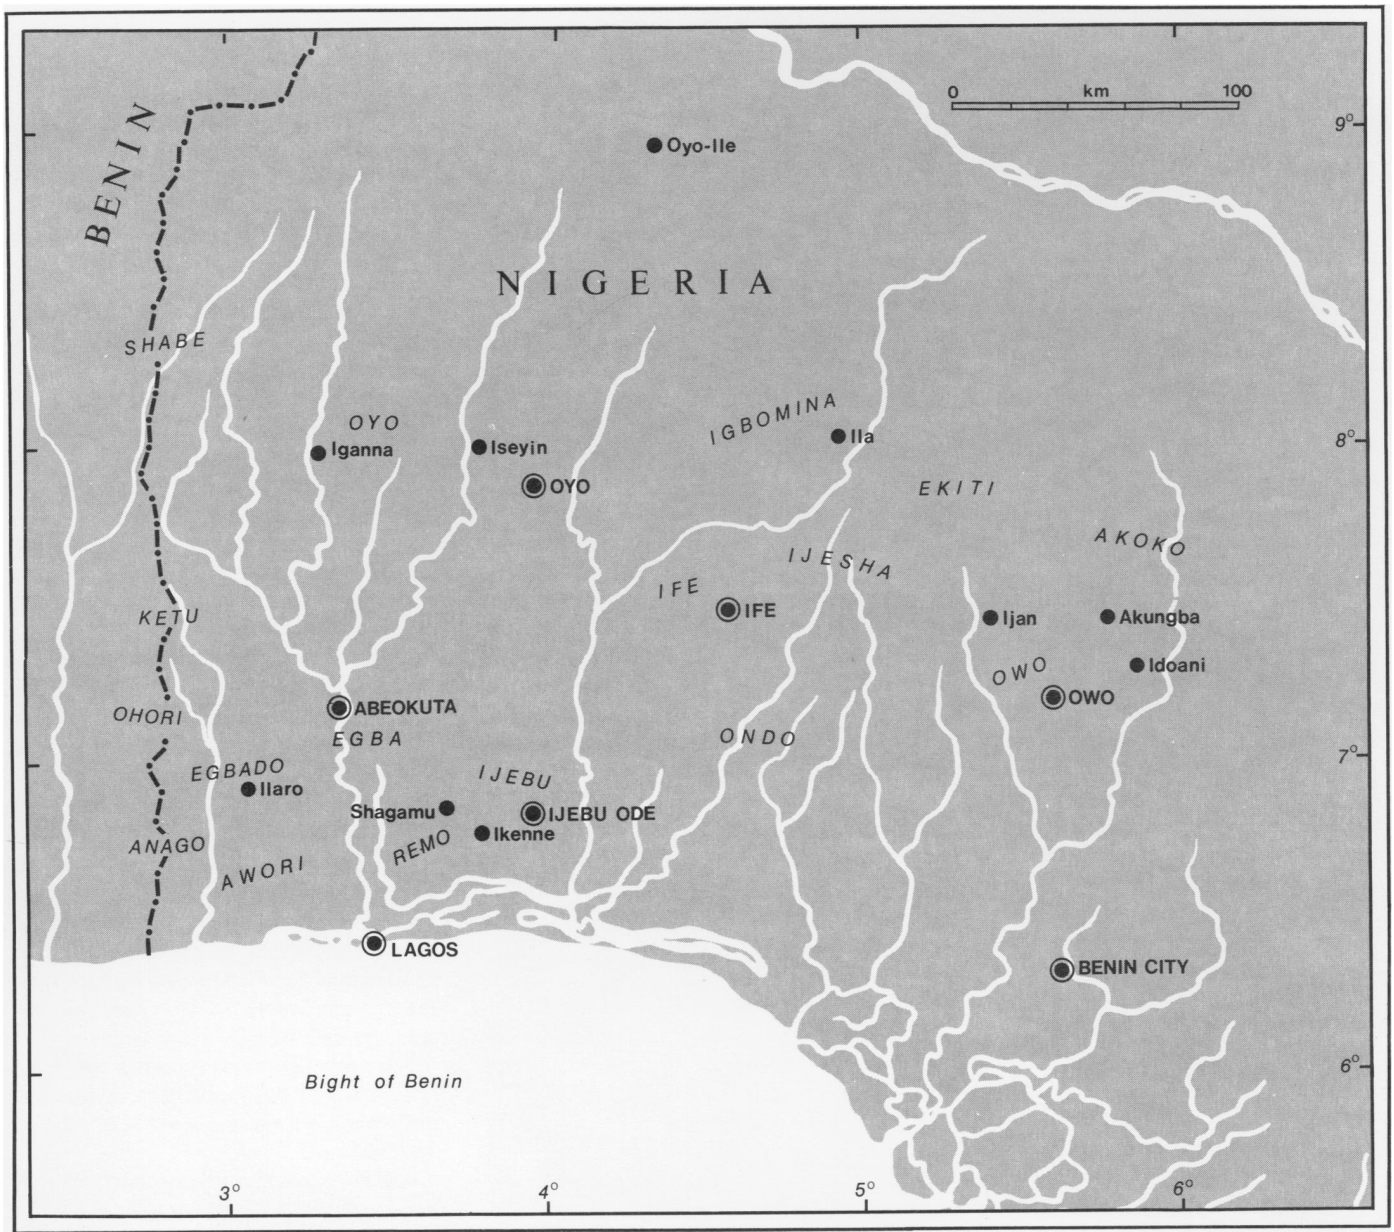 0 km 100
9°
BENIN
Oyo-Ile
NIGERIA
SHABE
IGBOMINA
OYO
Iganna
Iseyin
Ila
8°
OYO
EKITI
AKOKO
IJESHA
IFE
IFE
KETU
Ijan
Akungba
Idoani
OWO
OWO
ABEOKUTA
OHORI
EGBA
ONDO
7°
EGBADO
IJEBU
Ilaro
Shagamu
IJEBU ODE
Ikenne
REMO
ANAGO
AWORI
LAGOS
BENIN CITY
6°
Bight of Benin
3° 4° 5° 6°